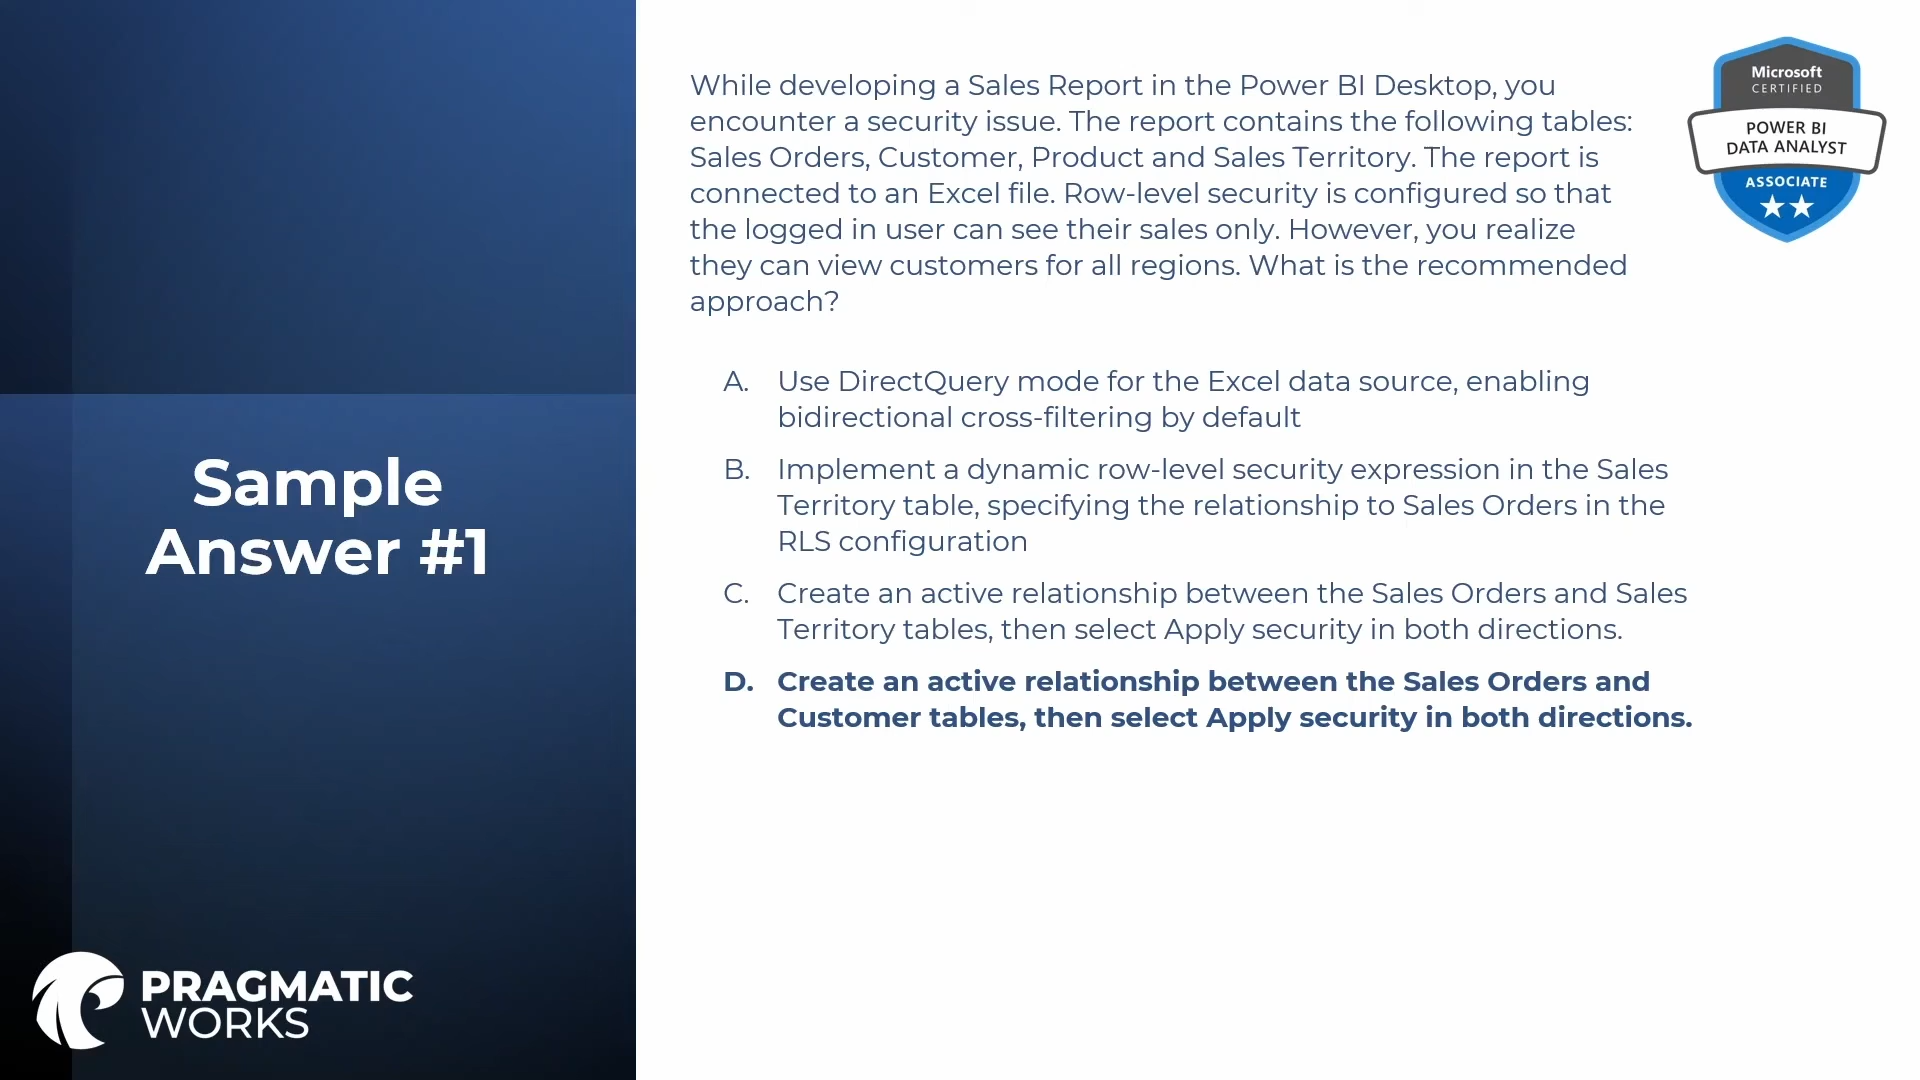 Sample
Answer #1
PRAGMATIC
WORKS
While developing a Sales Report in the Power BI Desktop, you
encounter a security issue. The report contains the following tables:
Sales Orders, Customer, Product and Sales Territory. The report is
connected to an Excel file. Row-level security is configured so that
the logged in user can see their sales only. However, you realize
they can view customers for all regions. What is the recommended
approach?
A. Use DirectQuery mode for the Excel data source, enabling
bidirectional cross-filtering by default
B. Implement a dynamic row-level security expression in the Sales
Territory table, specifying the relationship to Sales Orders in the
RLS configuration
C. Create an active relationship between the Sales Orders and Sales
Territory tables, then select Apply security in both directions.
D. Create an active relationship between the Sales Orders and
Customer tables, then select Apply security in both directions.
Microsoft
CERTIFIED
POWER BI
DATA ANALYST
ASSOCIATE